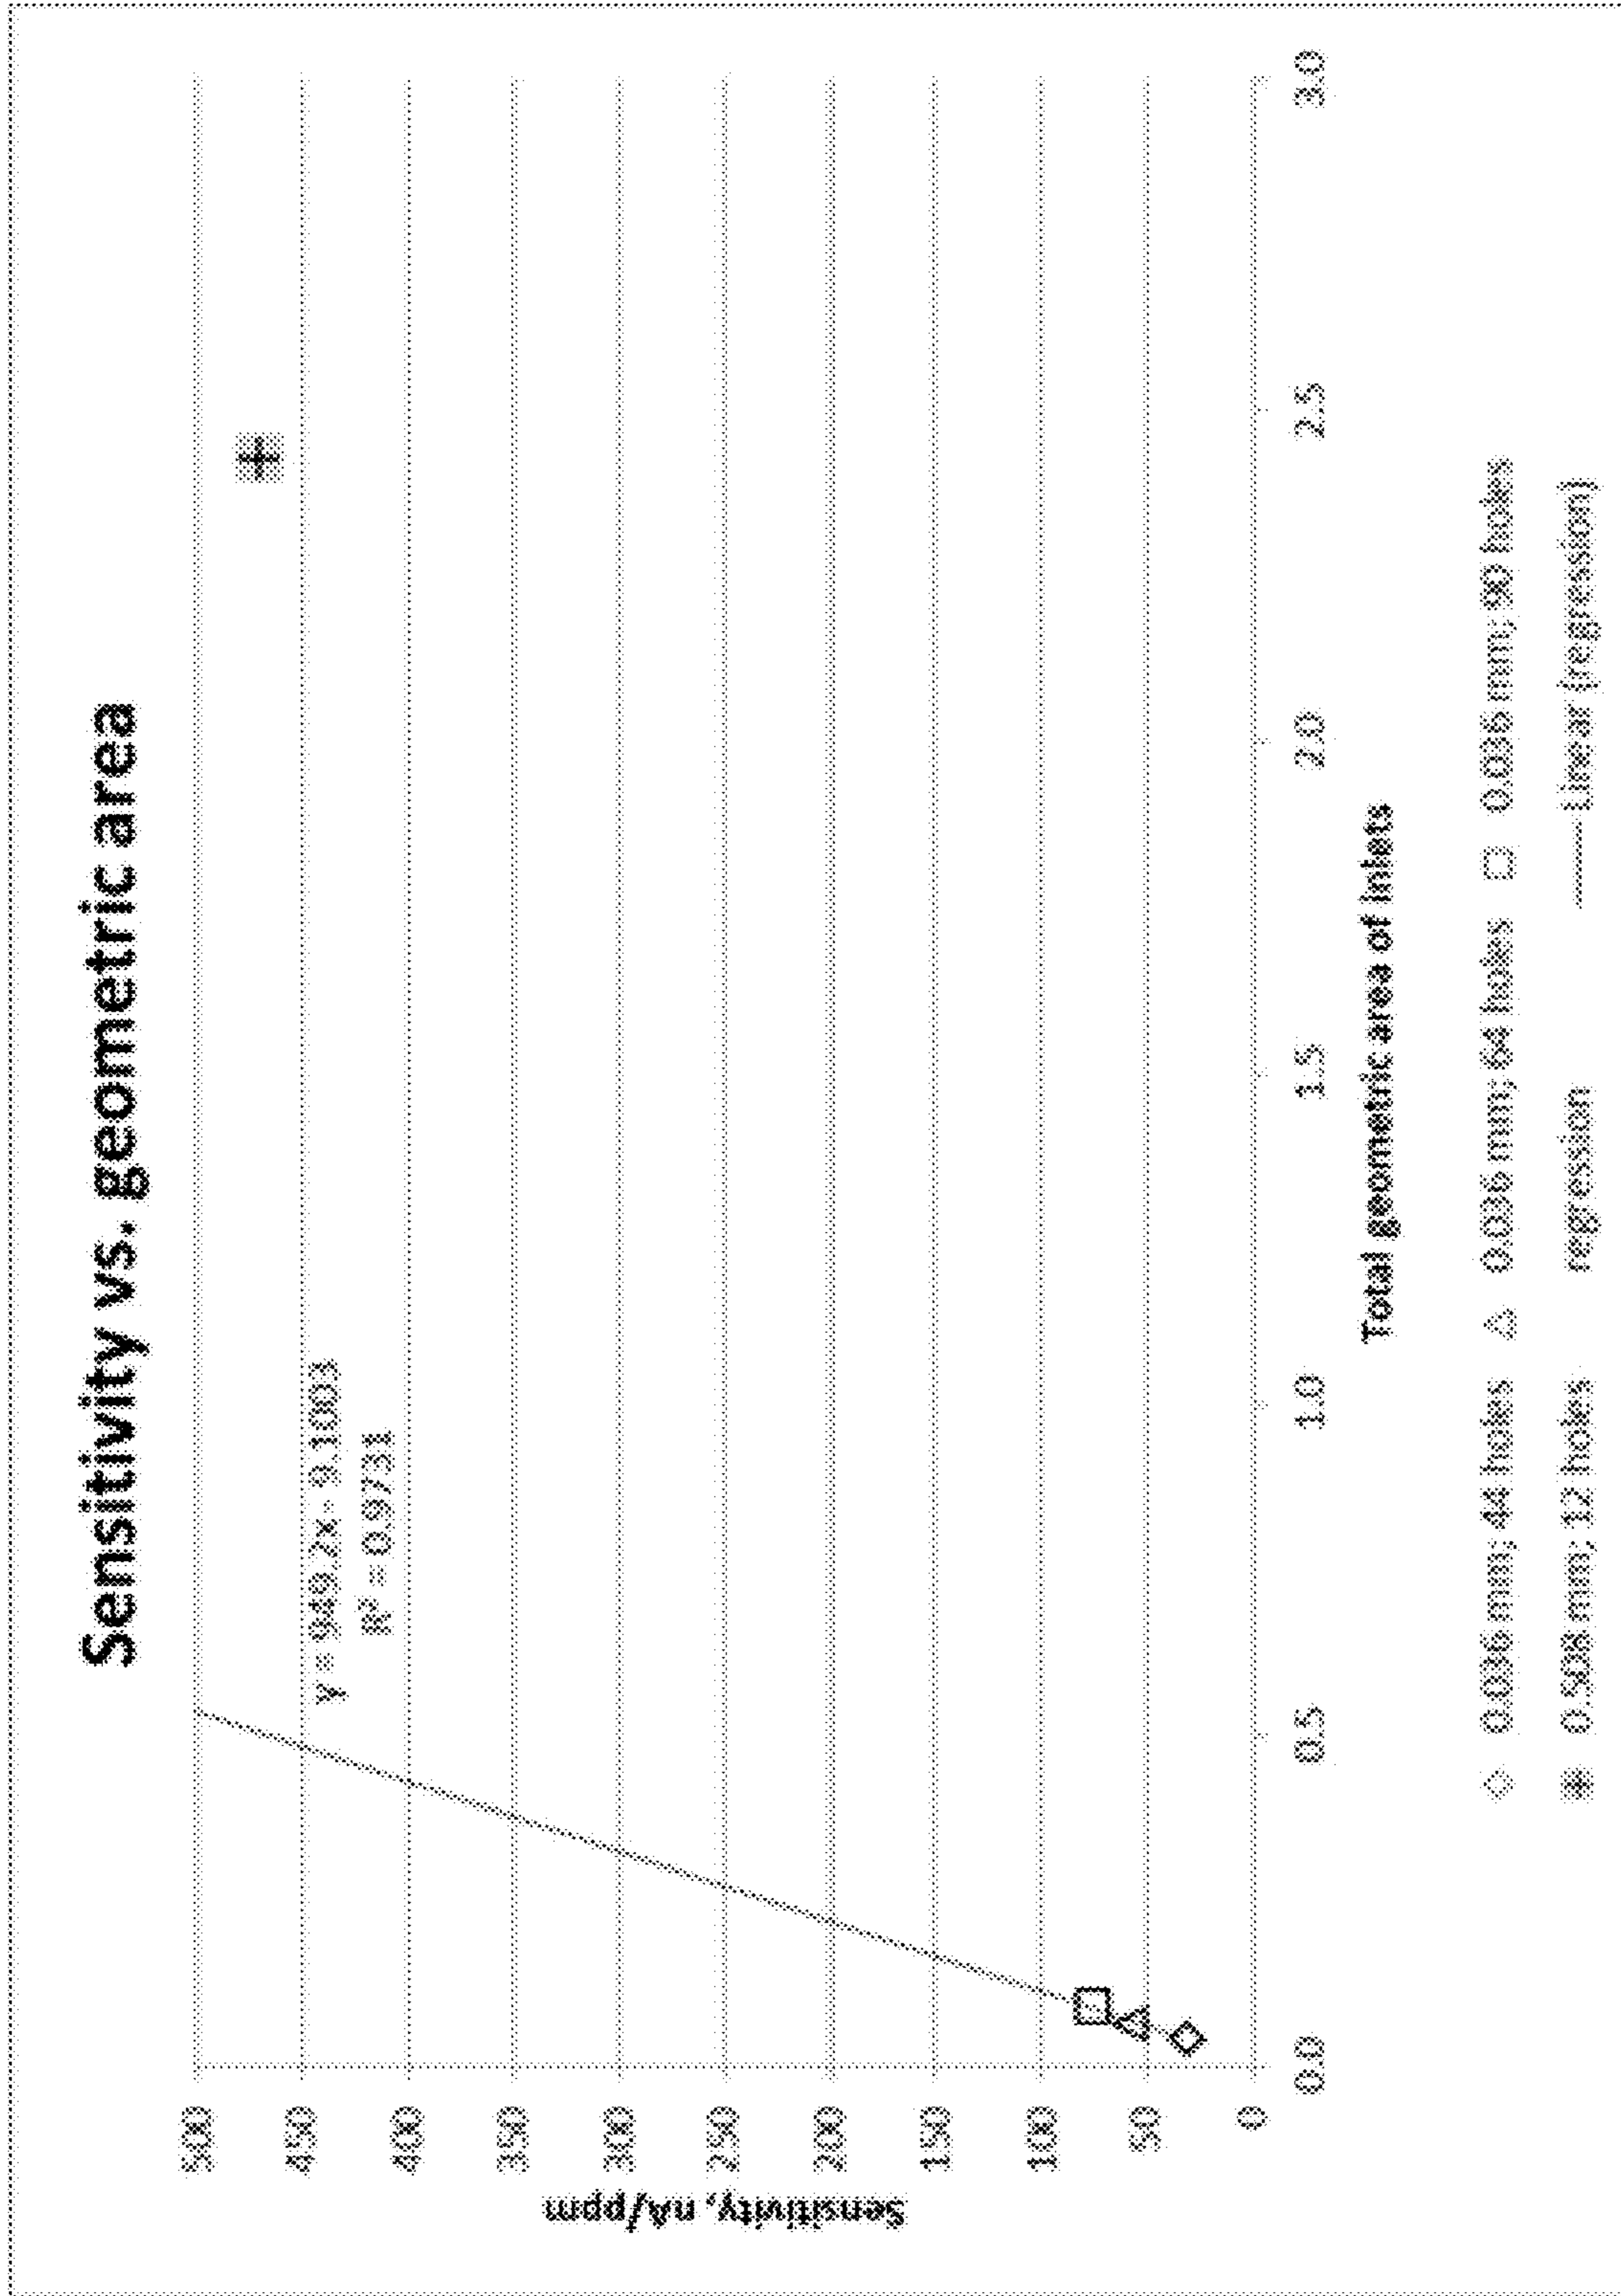 Sensitivity vs. geometric area
y = 949.2x - 9.1003
R² = 0.9731
500
450
400
350
300
250
200
150
100
50
0
Sensitivity, nA/ppm
0.0 0.5 1.0 1.5 2.0 2.5 3.0
Total geometric area of inlets
0.036 mm; 44 holes 0.036 mm; 64 holes 0.036 mm; 90 holes
0.508 mm; 12 holes regression Linear (regression)